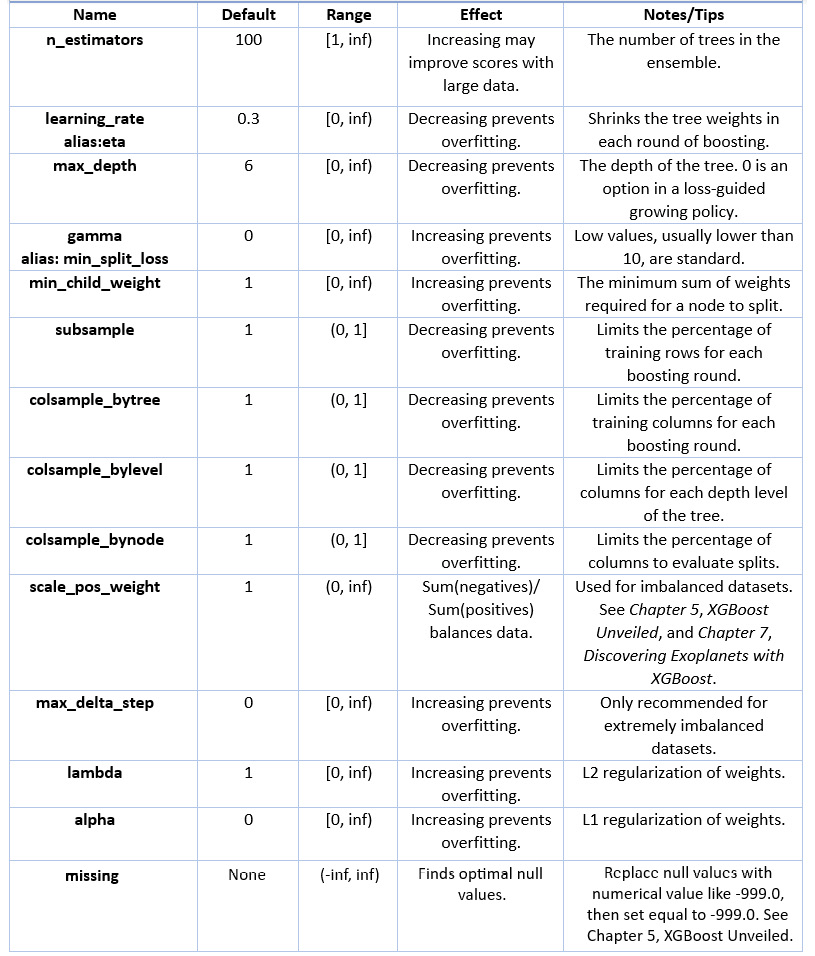 Name Default Range Effect Notes/Tips
n_estimators 100 [1, inf) Increasing may The number of trees in the
improve scores with ensemble.
large data.
learning_rate 0.3 [0, inf) Decreasing prevents Shrinks the tree weights in
alias:eta overfitting. each round of boosting.
max_depth 6 [0, inf) Decreasing prevents The depth of the tree. 0 is an
overfitting. option in a loss-guided
growing policy.
gamma 0 [0, inf) Increasing prevents Low values, usually lower than
alias: min_split_loss overfitting. 10, are standard.
min_child_weight 1 [0, inf) Increasing prevents The minimum sum of weights
overfitting. required for a node to split.
subsample 1 (0, 1] Decreasing prevents Limits the percentage of
overfitting. training rows for each
boosting round.
colsample_bytree 1 (0, 1] Decreasing prevents Limits the percentage of
overfitting. training columns for each
boosting round.
colsample_bylevel 1 (0, 1] Decreasing prevents Limits the percentage of
overfitting. columns for each depth level
of the tree.
colsample_bynode 1 (0, 1] Decreasing prevents Limits the percentage of
overfitting. columns to evaluate splits.
scale_pos_weight 1 (0, inf) Sum(negatives)/ Used for imbalanced datasets.
Sum(positives) See Chapter 5, XGBoost
balances data. Unveiled, and Chapter 7,
Discovering Exoplanets with
XGBoost.
max_delta_step 0 [0, inf) Increasing prevents Only recommended for
overfitting. extremely imbalanced
datasets.
lambda 1 [0, inf) Increasing prevents L2 regularization of weights.
overfitting.
alpha 0 [0, inf) Increasing prevents L1 regularization of weights.
overfitting.
missing None (-inf, inf) Finds optimal null Replace null values with
values. numerical value like -999.0,
then set equal to -999.0. See
Chapter 5, XGBoost Unveiled.